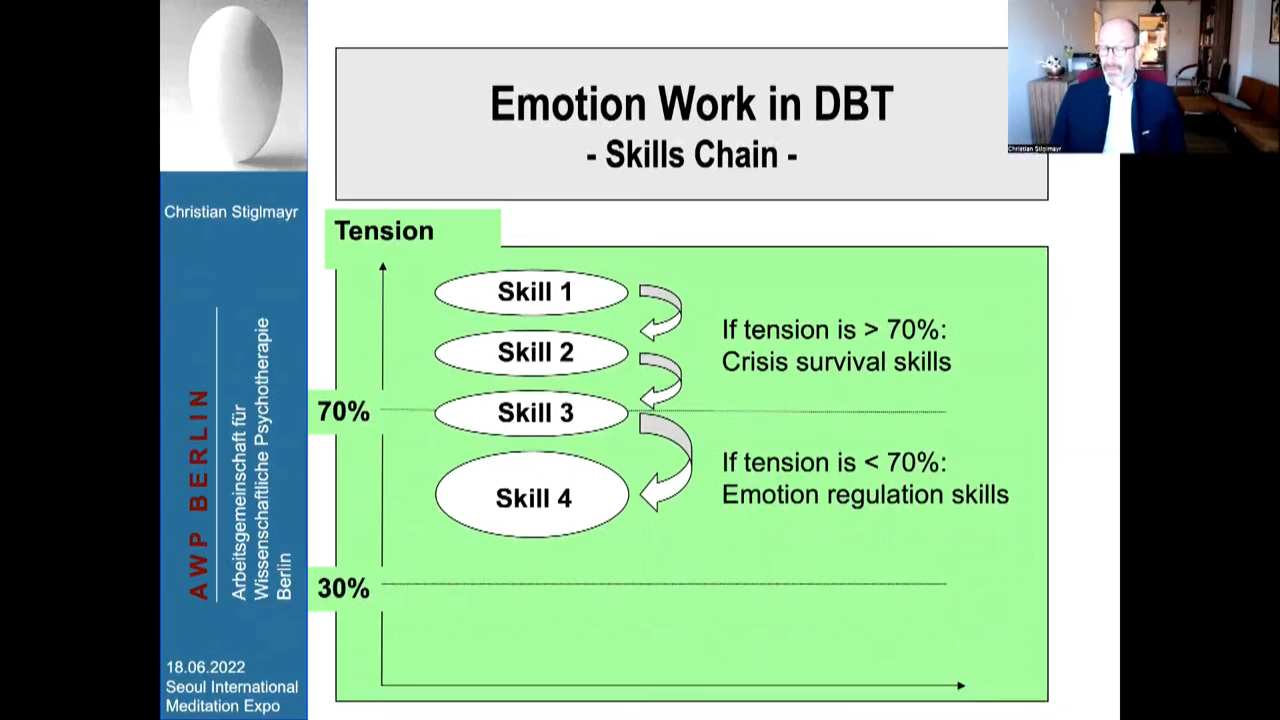 Emotion Work in DBT
- Skills Chain -
Christian Stiglmayr
Christian Stiglmayr
Tension
Skill 1
Skill 2
Skill 3
Skill 4
If tension is > 70%:
Crisis survival skills
70%
If tension is < 70%:
Emotion regulation skills
30%
AWP BERLIN
Arbeitsgemeinschaft für
Wissenschaftliche Psychotherapie
Berlin
18.06.2022
Seoul International
Meditation Expo